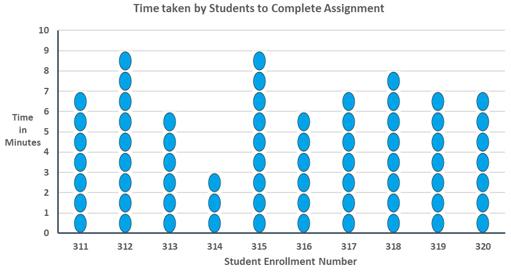 Time taken by Students to Complete Assignment
10
9
8
7
6
5
4
3
2
1
0
Time
in
Minutes
311 312 313 314 315 316 317 318 319 320
Student Enrollment Number